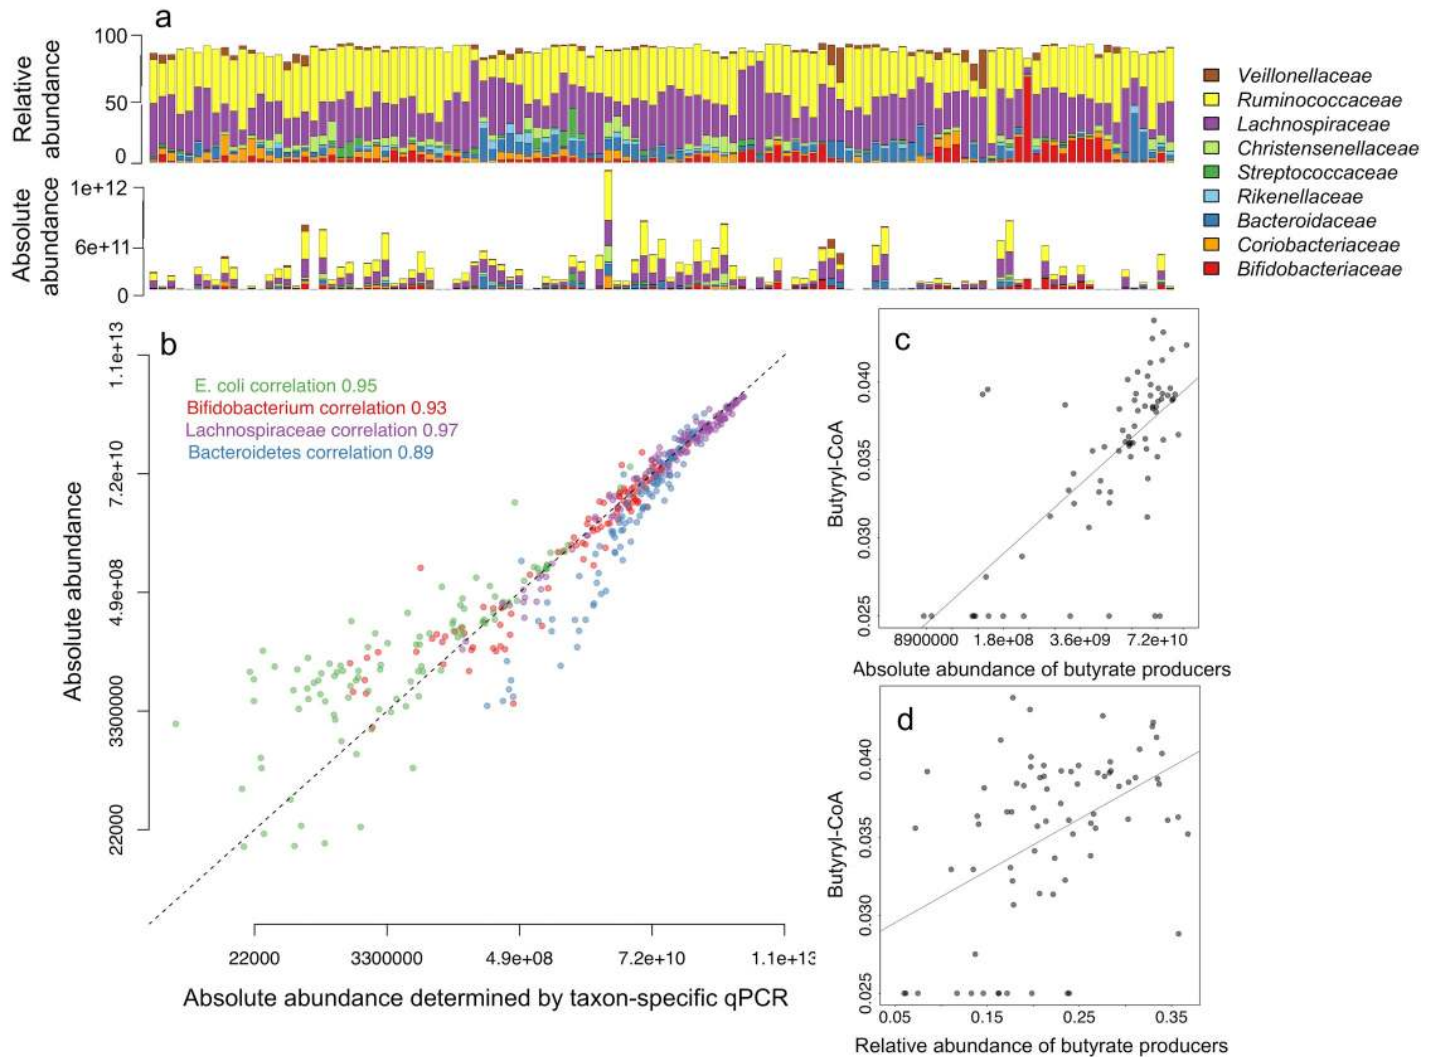 a
Relative
abundance
100
50
0
Absolute
abundance
1e+12
6e+11
0
Veillonellaceae
Ruminococcaceae
Lachnospiraceae
Christensenellaceae
Streptococcaceae
Rikenellaceae
Bacteroidaceae
Coriobacteriaceae
Bifidobacteriaceae
b
E. coli correlation 0.95
Bifidobacterium correlation 0.93
Lachnospiraceae correlation 0.97
Bacteroidetes correlation 0.89
Absolute abundance
1.1e+13
7.2e+10
4.9e+08
3300000
22000
22000 3300000 4.9e+08 7.2e+10 1.1e+13
Absolute abundance determined by taxon-specific qPCR
c
Butyryl-CoA
0.040
0.035
0.030
0.025
8900000 1.8e+08 3.6e+09 7.2e+10
Absolute abundance of butyrate producers
d
Butyryl-CoA
0.040
0.035
0.030
0.025
0.05 0.15 0.25 0.35
Relative abundance of butyrate producers